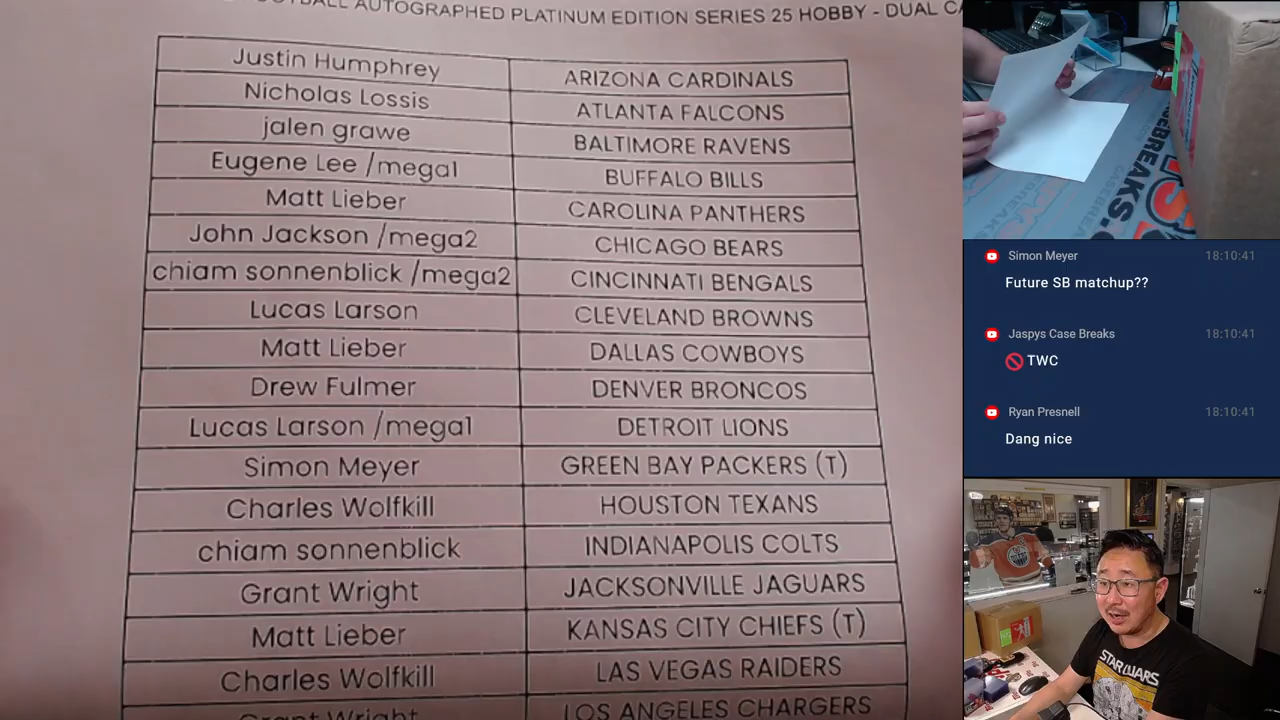 FOOTBALL AUTOGRAPHED PLATINUM EDITION SERIES 25 HOBBY - DUAL CA
Justin Humphrey ARIZONA CARDINALS
Nicholas Lossis ATLANTA FALCONS
jalen grawe BALTIMORE RAVENS
Eugene Lee /mega1 BUFFALO BILLS
Matt Lieber CAROLINA PANTHERS
John Jackson /mega2 CHICAGO BEARS
chiam sonnenblick /mega2 CINCINNATI BENGALS
Lucas Larson CLEVELAND BROWNS
Matt Lieber DALLAS COWBOYS
Drew Fulmer DENVER BRONCOS
Lucas Larson /mega1 DETROIT LIONS
Simon Meyer GREEN BAY PACKERS (T)
Charles Wolfkill HOUSTON TEXANS
chiam sonnenblick INDIANAPOLIS COLTS
Grant Wright JACKSONVILLE JAGUARS
Matt Lieber KANSAS CITY CHIEFS (T)
Charles Wolfkill LAS VEGAS RAIDERS
Grant Wright LOS ANGELES CHARGERS
Simon Meyer 18:10:41
Future SB matchup??
Jaspys Case Breaks 18:10:41
🚫 TWC
Ryan Presnell 18:10:41
Dang nice
STAR WARS